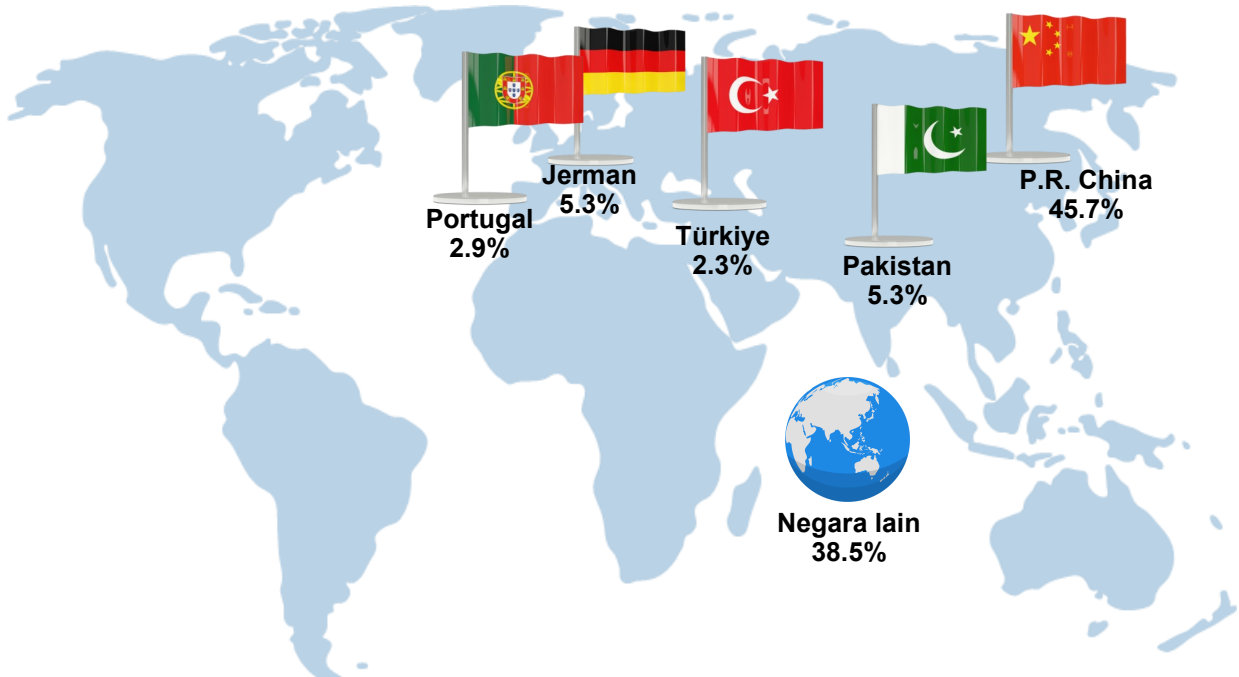 Portugal
2.9%
Jerman
5.3%
Türkiye
2.3%
Pakistan
5.3%
P.R. China
45.7%
Negara lain
38.5%